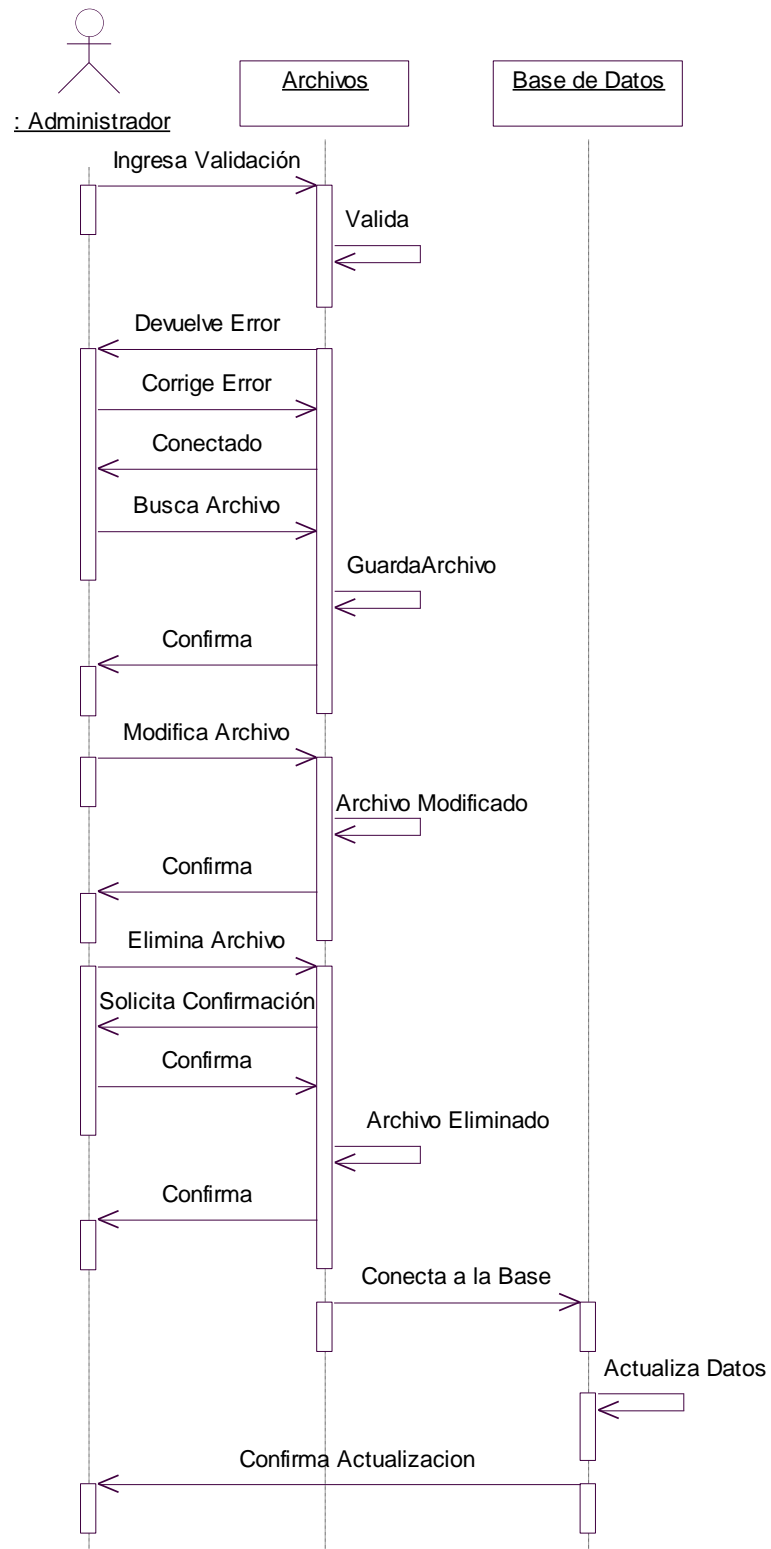 Archivos
Base de Datos
: Administrador
Ingresa Validación
Valida
Devuelve Error
Corrige Error
Conectado
Busca Archivo
GuardaArchivo
Confirma
Modifica Archivo
Archivo Modificado
Confirma
Elimina Archivo
Solicita Confirmación
Confirma
Archivo Eliminado
Confirma
Conecta a la Base
Actualiza Datos
Confirma Actualizacion